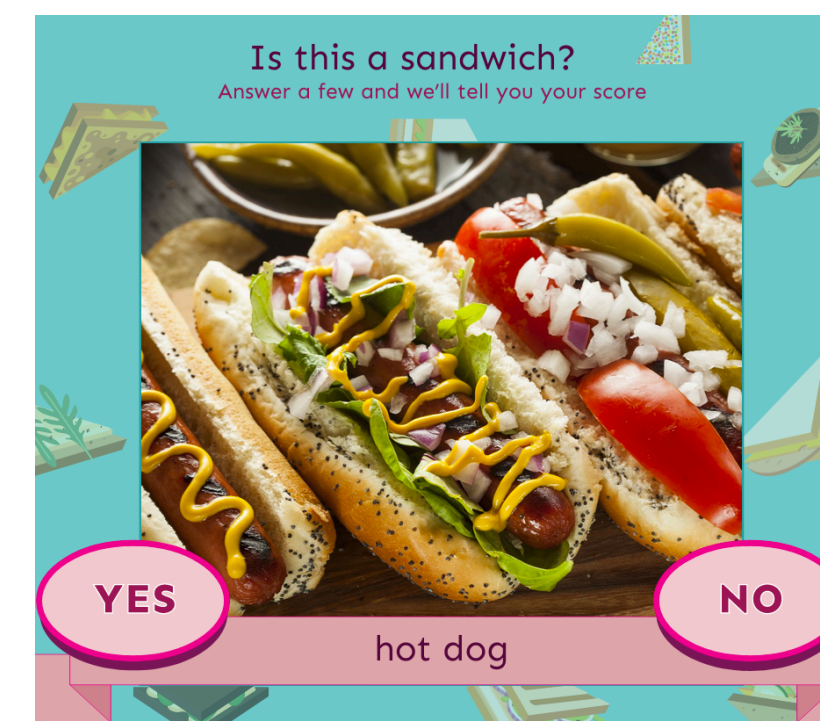 Is this a sandwich?
Answer a few and we'll tell you your score
YES
NO
hot dog